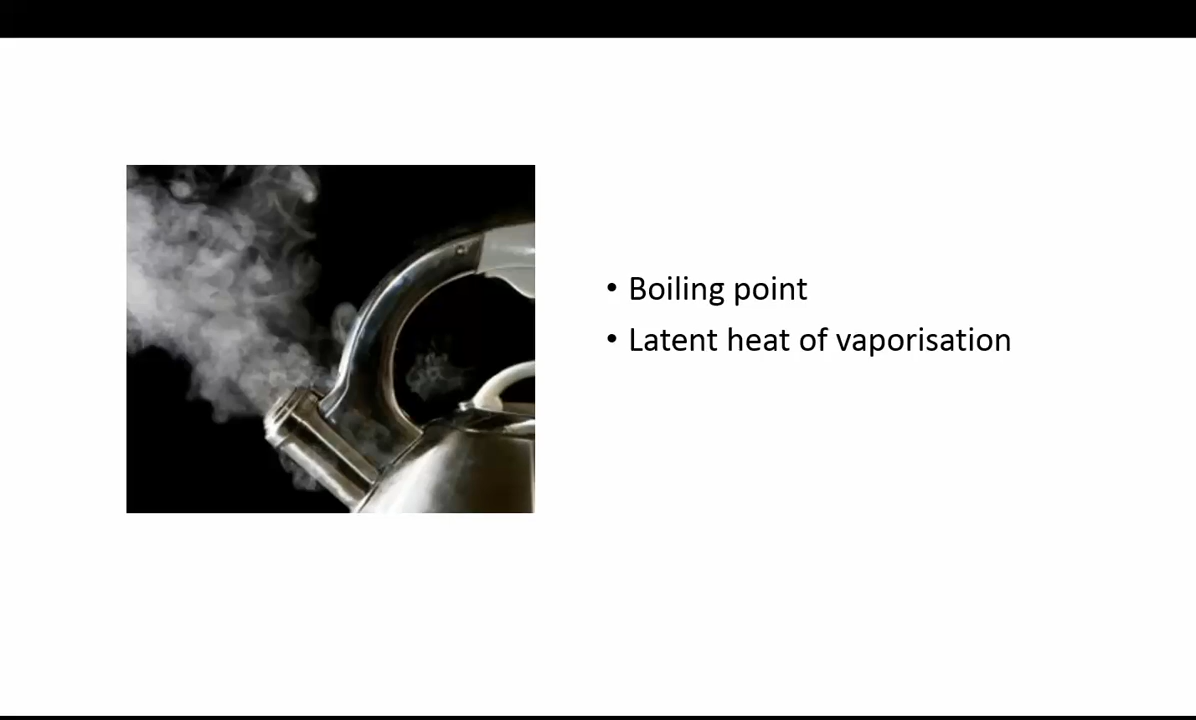 • Boiling point
• Latent heat of vaporisation